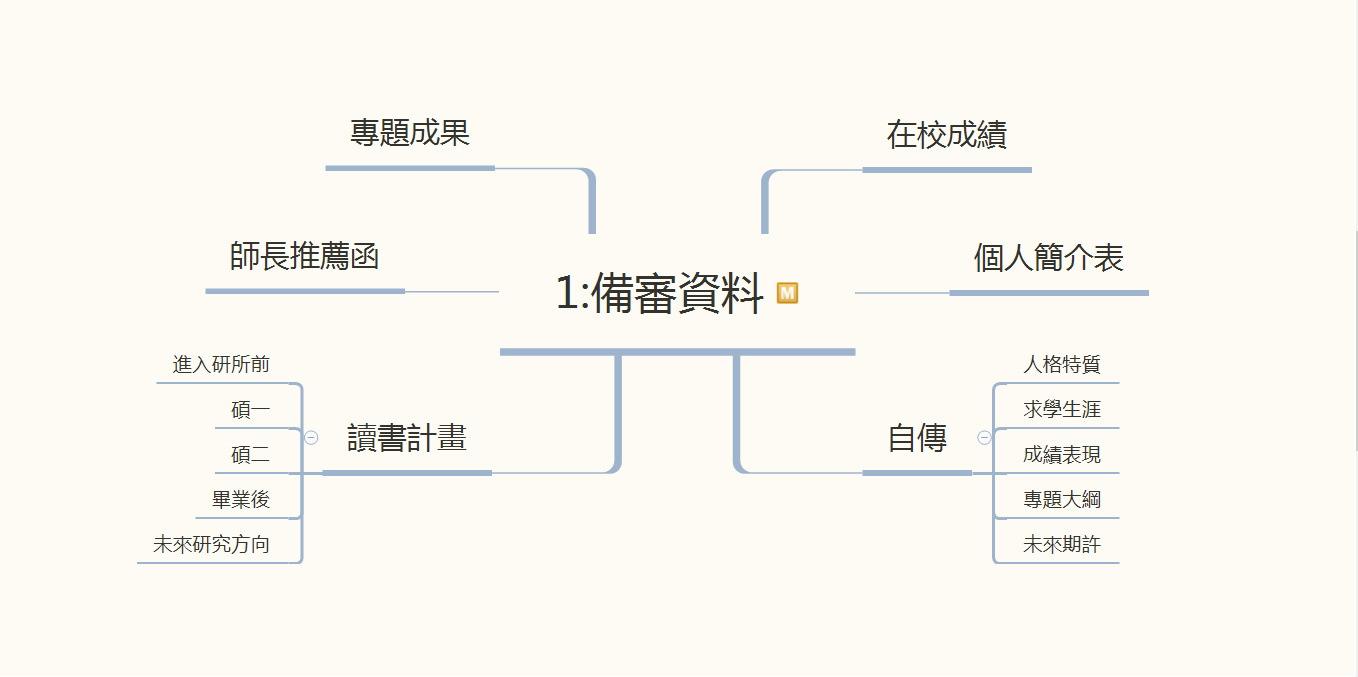 專題成果
在校成績
師長推薦函
個人簡介表
1:備審資料 M
進入研所前
碩一
碩二
畢業後
未來研究方向
讀書計畫
自傳
人格特質
求學生涯
成績表現
專題大綱
未來期許